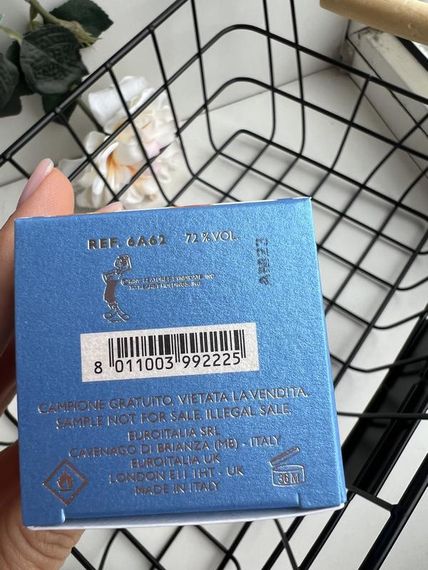 REF. 6A62 72 % VOL.
8 011003 992225
CAMPIONE GRATUITO, VIETATA LA VENDITA.
SAMPLE NOT FOR SALE. ILLEGAL SALE.
EUROITALIA SRL
CAVENAGO DI BRIANZA (MB) - ITALY
EUROITALIA UK
LONDON E11 1HT - UK
MADE IN ITALY